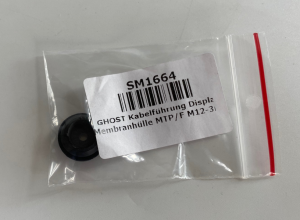 SM1664
GHOST Kabelführung Displ
Membranhülle MTP/F M12-3